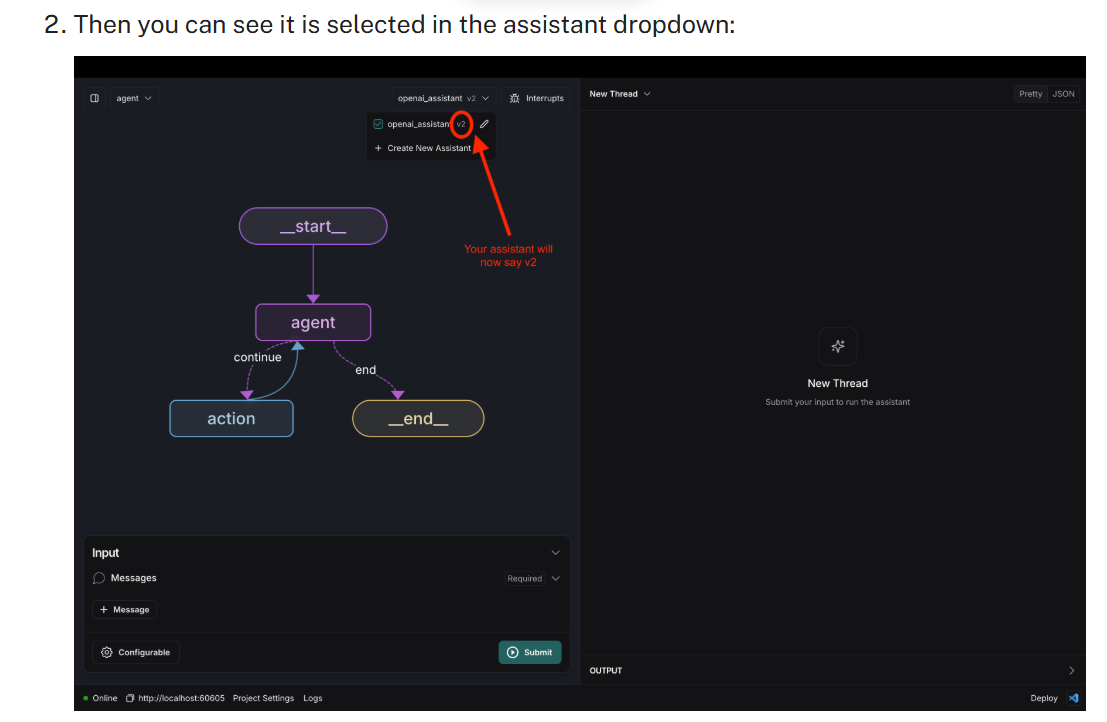 2. Then you can see it is selected in the assistant dropdown:
agent
openai_assistant v2
Interrupts
New Thread
Pretty JSON
openai_assistant v2
+ Create New Assistant
__start__
Your assistant will
now say v2
agent
continue
end
action
__end__
New Thread
Submit your input to run the assistant
Input
Messages
Required
+ Message
Configurable
Submit
OUTPUT
Online
http://localhost:60605
Project Settings
Logs
Deploy